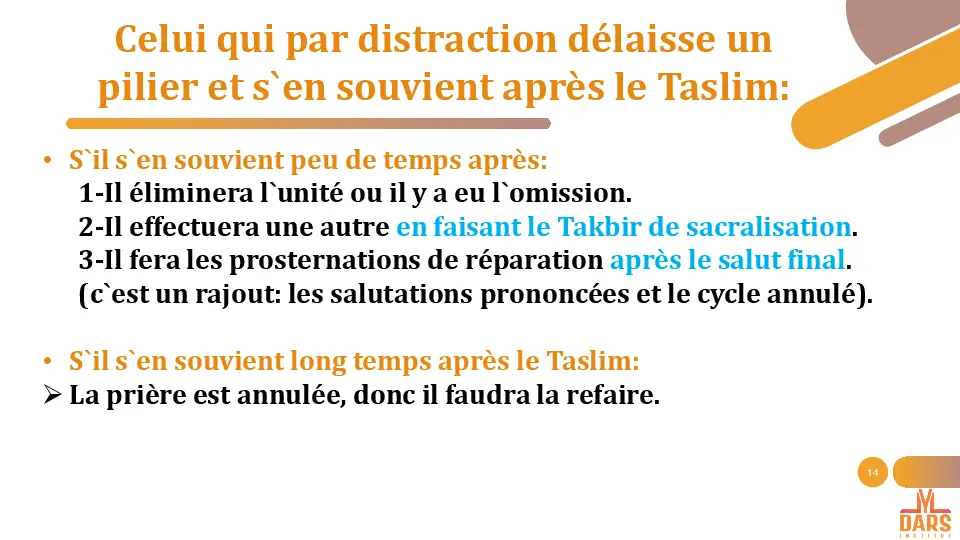 Celui qui par distraction délaisse un
pilier et s`en souvient après le Taslim:
• S`il s`en souvient peu de temps après:
1-Il éliminera l`unité ou il y a eu l`omission.
2-Il effectuera une autre en faisant le Takbir de sacralisation.
3-Il fera les prosternations de réparation après le salut final.
(c`est un rajout: les salutations prononcées et le cycle annulé).
• S`il s`en souvient long temps après le Taslim:
➢ La prière est annulée, donc il faudra la refaire.
14
DARS
INSTITUT